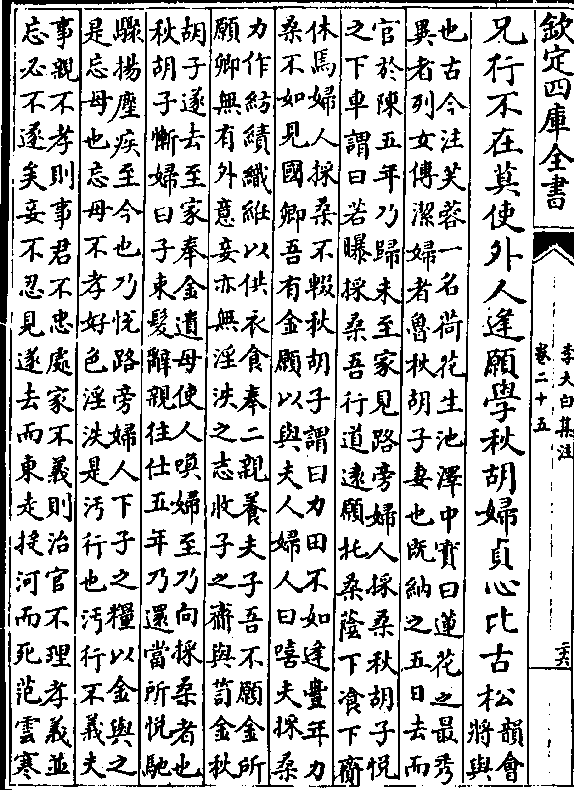 欽定四庫全書
李太白集注
卷二十五
二六
兄行不在莫使外人逢願學秋胡婦貞心比古松
韻會
將與
也古今注芙蓉一名荷花生池澤中實曰蓮花之最秀
異者列女傳潔婦者魯秋胡子妻也既納之五日去而
官於陳五年乃歸未至家見路旁婦人採桑秋胡子悅
之下車謂曰若曝採桑吾行道遠願托桑蔭下飡下齎
休焉婦人採桑不輟秋胡子謂曰力田不如逢豐年力
桑不如見國卿吾有金願以與夫人婦人曰嘻夫採桑
力作紡績織絍以供衣食奉二親養夫子吾不願金所
願卿無有外意妾亦無淫泆之志收子之齎與笥金秋
胡子遂去至家奉金遺母使人喚婦至乃向採桑者也
秋胡子慚婦曰子束髮辭親往仕五年乃還當所悅馳
驟揚塵疾至今也乃悅路旁婦人下子之糧以金與之
是忘母也忘母不孝好色淫泆是汚行也汚行不義夫
事親不孝則事君不忠處家不義則治官不理孝義並
忘必不遂矣妾不忍見遂去而東走投河而死范雲寒